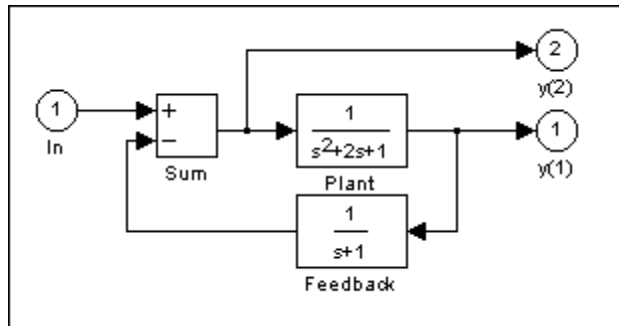 2
y(2)
1
In
+
−
Sum
1
s²+2s+1
Plant
1
y(1)
1
s+1
Feedback